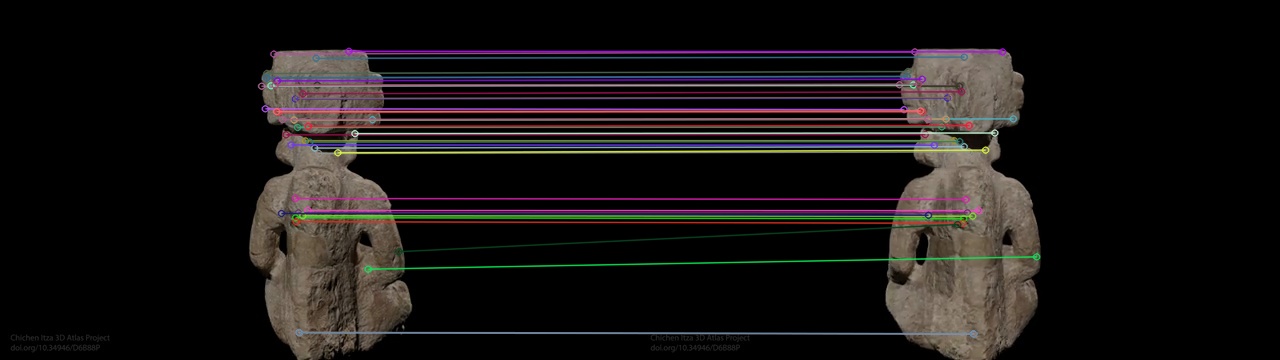 Chichen Itza 3D Atlas Project
doi.org/10.34946/D6B88P
Chichen Itza 3D Atlas Project
doi.org/10.34946/D6B88P